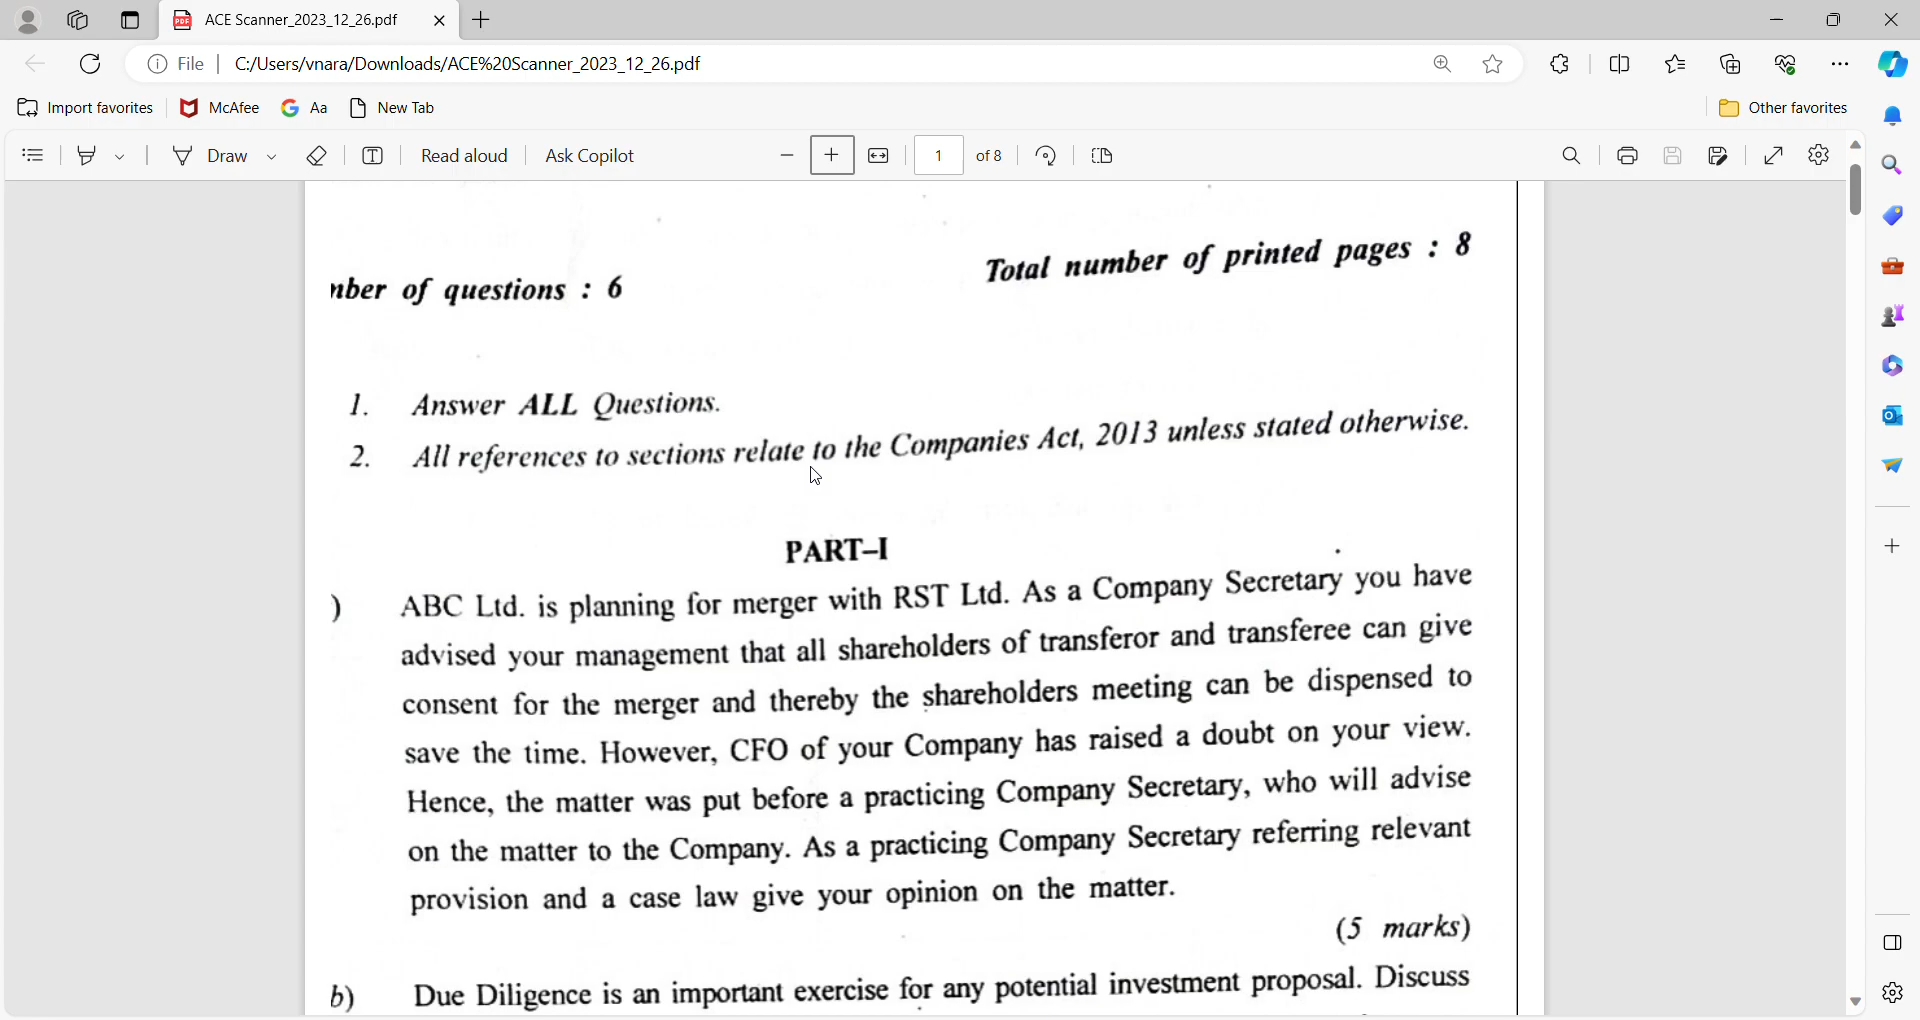 ACE Scanner_2023_12_26.pdf
File C:/Users/vnara/Downloads/ACE%20Scanner_2023_12_26.pdf
Import favorites McAfee Aa New Tab Other favorites
Draw Read aloud Ask Copilot 1 of 8
Total number of printed pages : 8
nber of questions : 6
1. Answer ALL Questions.
2. All references to sections relate to the Companies Act, 2013 unless stated otherwise.
PART–I
) ABC Ltd. is planning for merger with RST Ltd. As a Company Secretary you have
advised your management that all shareholders of transferor and transferee can give
consent for the merger and thereby the shareholders meeting can be dispensed to
save the time. However, CFO of your Company has raised a doubt on your view.
Hence, the matter was put before a practicing Company Secretary, who will advise
on the matter to the Company. As a practicing Company Secretary referring relevant
provision and a case law give your opinion on the matter.
(5 marks)
b) Due Diligence is an important exercise for any potential investment proposal. Discuss